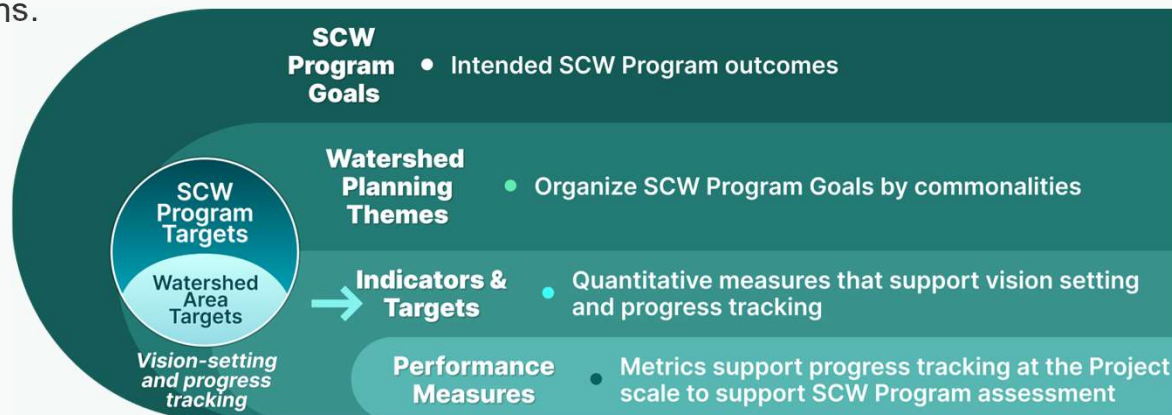 ns.
SCW
Program
Goals
• Intended SCW Program outcomes
Watershed
Planning
Themes
• Organize SCW Program Goals by commonalities
SCW
Program
Targets
Watershed
Area
Targets
Vision-setting
and progress
tracking
Indicators &
Targets
• Quantitative measures that support vision setting
and progress tracking
Performance
Measures
• Metrics support progress tracking at the Project
scale to support SCW Program assessment